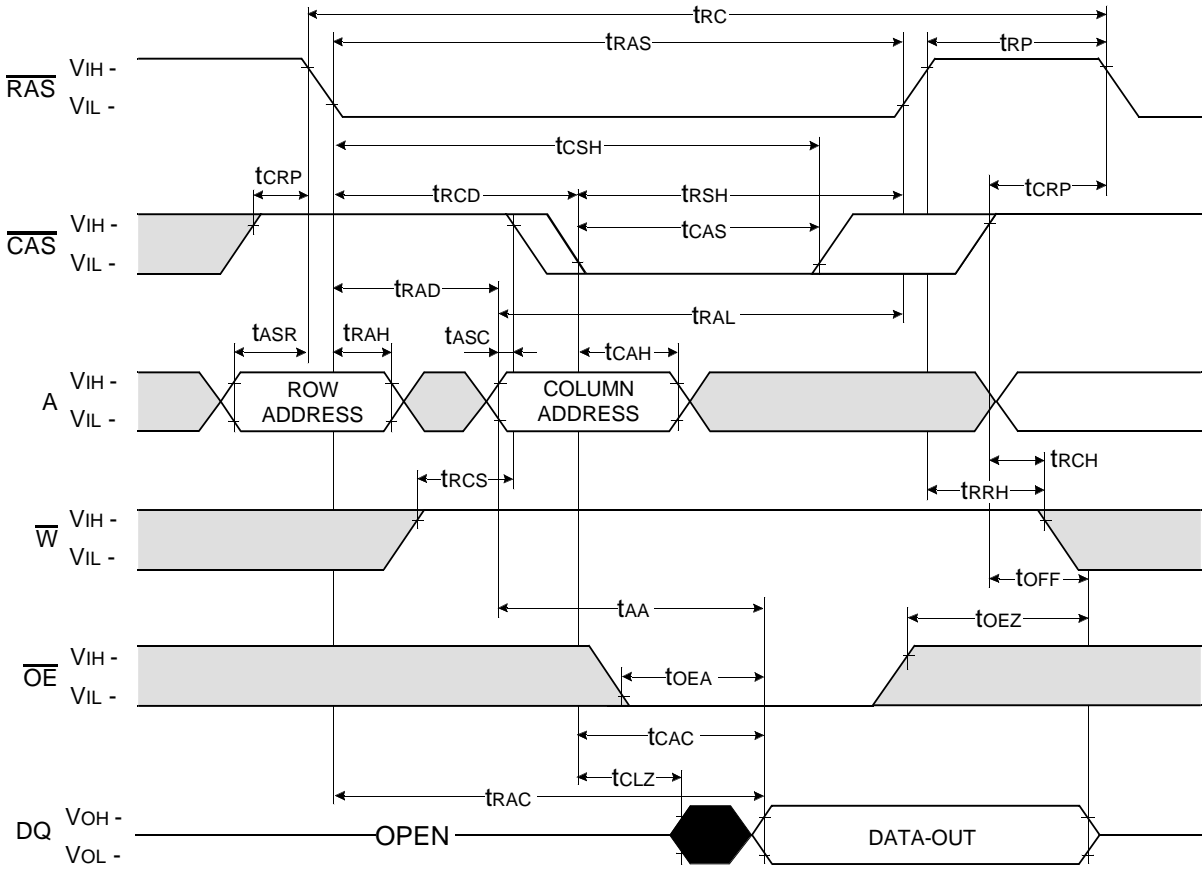 tRC
tRAS
tRP
RAS
VIH -
VIL -
tCSH
tCRP
tRCD
tRSH
tCRP
CAS
VIH -
VIL -
tCAS
tRAD
tRAL
tASR
tRAH
tASC
tCAH
A
VIH -
VIL -
ROW
ADDRESS
COLUMN
ADDRESS
tRCH
tRCS
tRRH
W
VIH -
VIL -
tOFF
tAA
tOEZ
OE
VIH -
VIL -
tOEA
tCAC
tCLZ
tRAC
DQ
VOH -
VOL -
OPEN
DATA-OUT